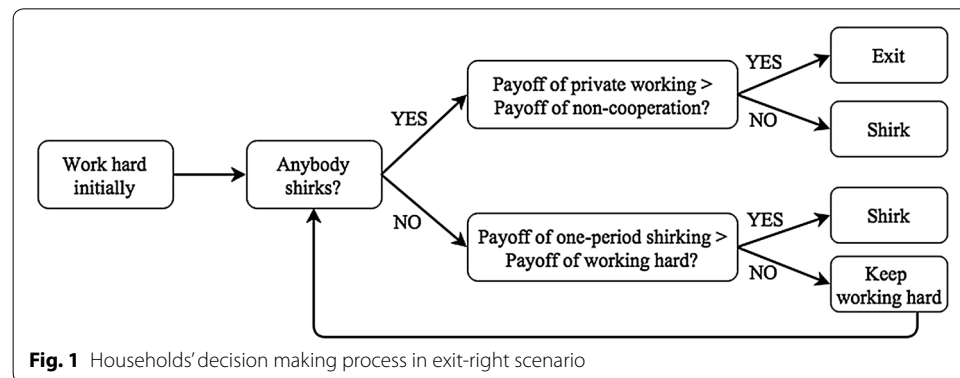 Work hard
initially
Anybody
shirks?
YES
Payoff of private working >
Payoff of non-cooperation?
YES
Exit
NO
Shirk
NO
Payoff of one-period shirking >
Payoff of working hard?
YES
Shirk
NO
Keep
working hard
Fig. 1 Households' decision making process in exit-right scenario